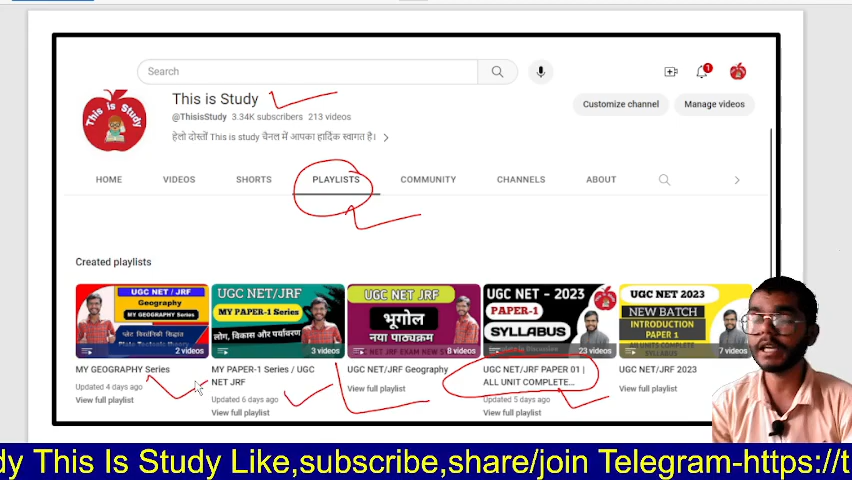 Search
1
This is Study
This is Study
@ThisisStudy 3.34K subscribers 213 videos
हेलो दोस्तों This is study चैनल में आपका हार्दिक स्वागत है।
Customize channel
Manage videos
HOME VIDEOS SHORTS PLAYLISTS COMMUNITY CHANNELS ABOUT
Created playlists
UGC NET / JRF
Geography
MY GEOGRAPHY Series
2 videos
MY GEOGRAPHY Series
Updated 4 days ago
View full playlist
UGC NET/JRF
MY PAPER-1 Series
लोग, विकास और पर्यावरण
3 videos
MY PAPER-1 Series / UGC
NET JRF
Updated 6 days ago
View full playlist
UGC NET JRF
भूगोल
नया पाठ्यक्रम
8 videos
UGC NET/JRF Geography
View full playlist
UGC NET - 2023
PAPER-1
SYLLABUS
23 videos
UGC NET/JRF PAPER 01 |
ALL UNIT COMPLETE...
Updated 5 days ago
View full playlist
UGC NET 2023
NEW BATCH
INTRODUCTION
PAPER 1
7 videos
UGC NET/JRF 2023
View full playlist
dy This Is Study Like,subscribe,share/join Telegram-https://t